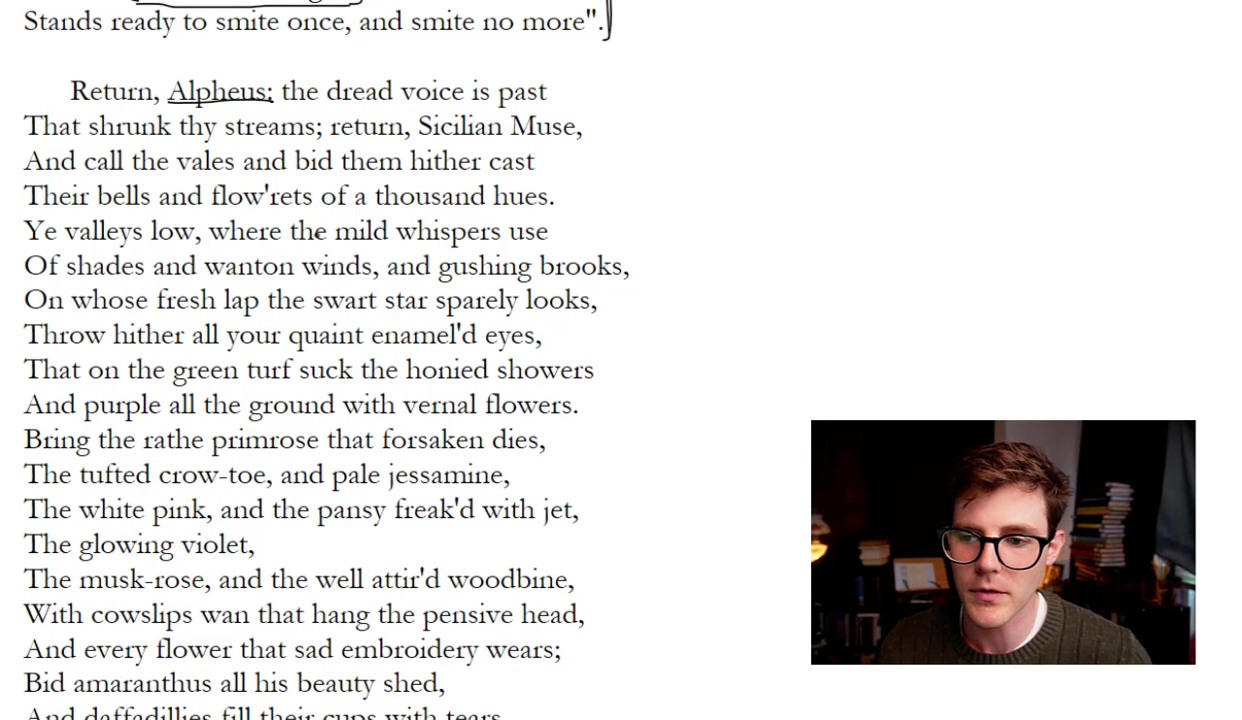 Stands ready to smite once, and smite no more".
Return, Alpheus: the dread voice is past
That shrunk thy streams; return, Sicilian Muse,
And call the vales and bid them hither cast
Their bells and flow'rets of a thousand hues.
Ye valleys low, where the mild whispers use
Of shades and wanton winds, and gushing brooks,
On whose fresh lap the swart star sparely looks,
Throw hither all your quaint enamel'd eyes,
That on the green turf suck the honied showers
And purple all the ground with vernal flowers.
Bring the rathe primrose that forsaken dies,
The tufted crow-toe, and pale jessamine,
The white pink, and the pansy freak'd with jet,
The glowing violet,
The musk-rose, and the well attir'd woodbine,
With cowslips wan that hang the pensive head,
And every flower that sad embroidery wears;
Bid amaranthus all his beauty shed,
And daffadillies fill their cups with tears